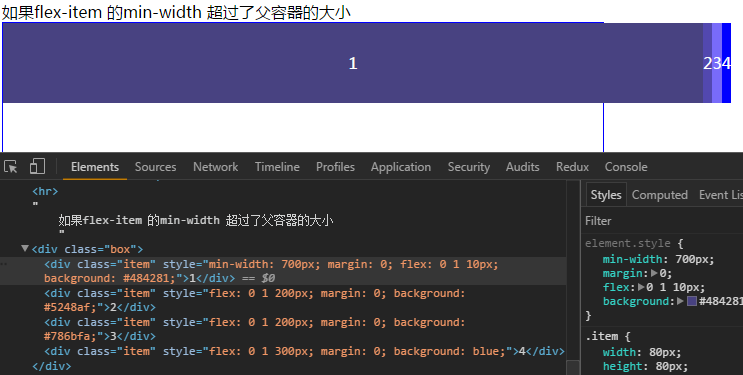 如果flex-item 的min-width 超过了父容器的大小
1 2 3 4
Elements Sources Network Timeline Profiles Application Security Audits Redux Console
<hr>
"
如果flex-item 的min-width 超过了父容器的大小
"
▼<div class="box">
<div class="item" style="min-width: 700px; margin: 0; flex: 0 1 10px;
background: #484281;">1</div> == $0
<div class="item" style="flex: 0 1 200px; margin: 0; background:
#5248af;">2</div>
<div class="item" style="flex: 0 1 200px; margin: 0; background:
#786bfa;">3</div>
<div class="item" style="flex: 0 1 300px; margin: 0; background: blue;">4</div>
</div>
Styles Computed Event Lis
Filter
element.style {
min-width: 700px;
margin:▶0;
flex:▶0 1 10px;
background:▶#484281
}
.item {
width: 80px;
height: 80px;